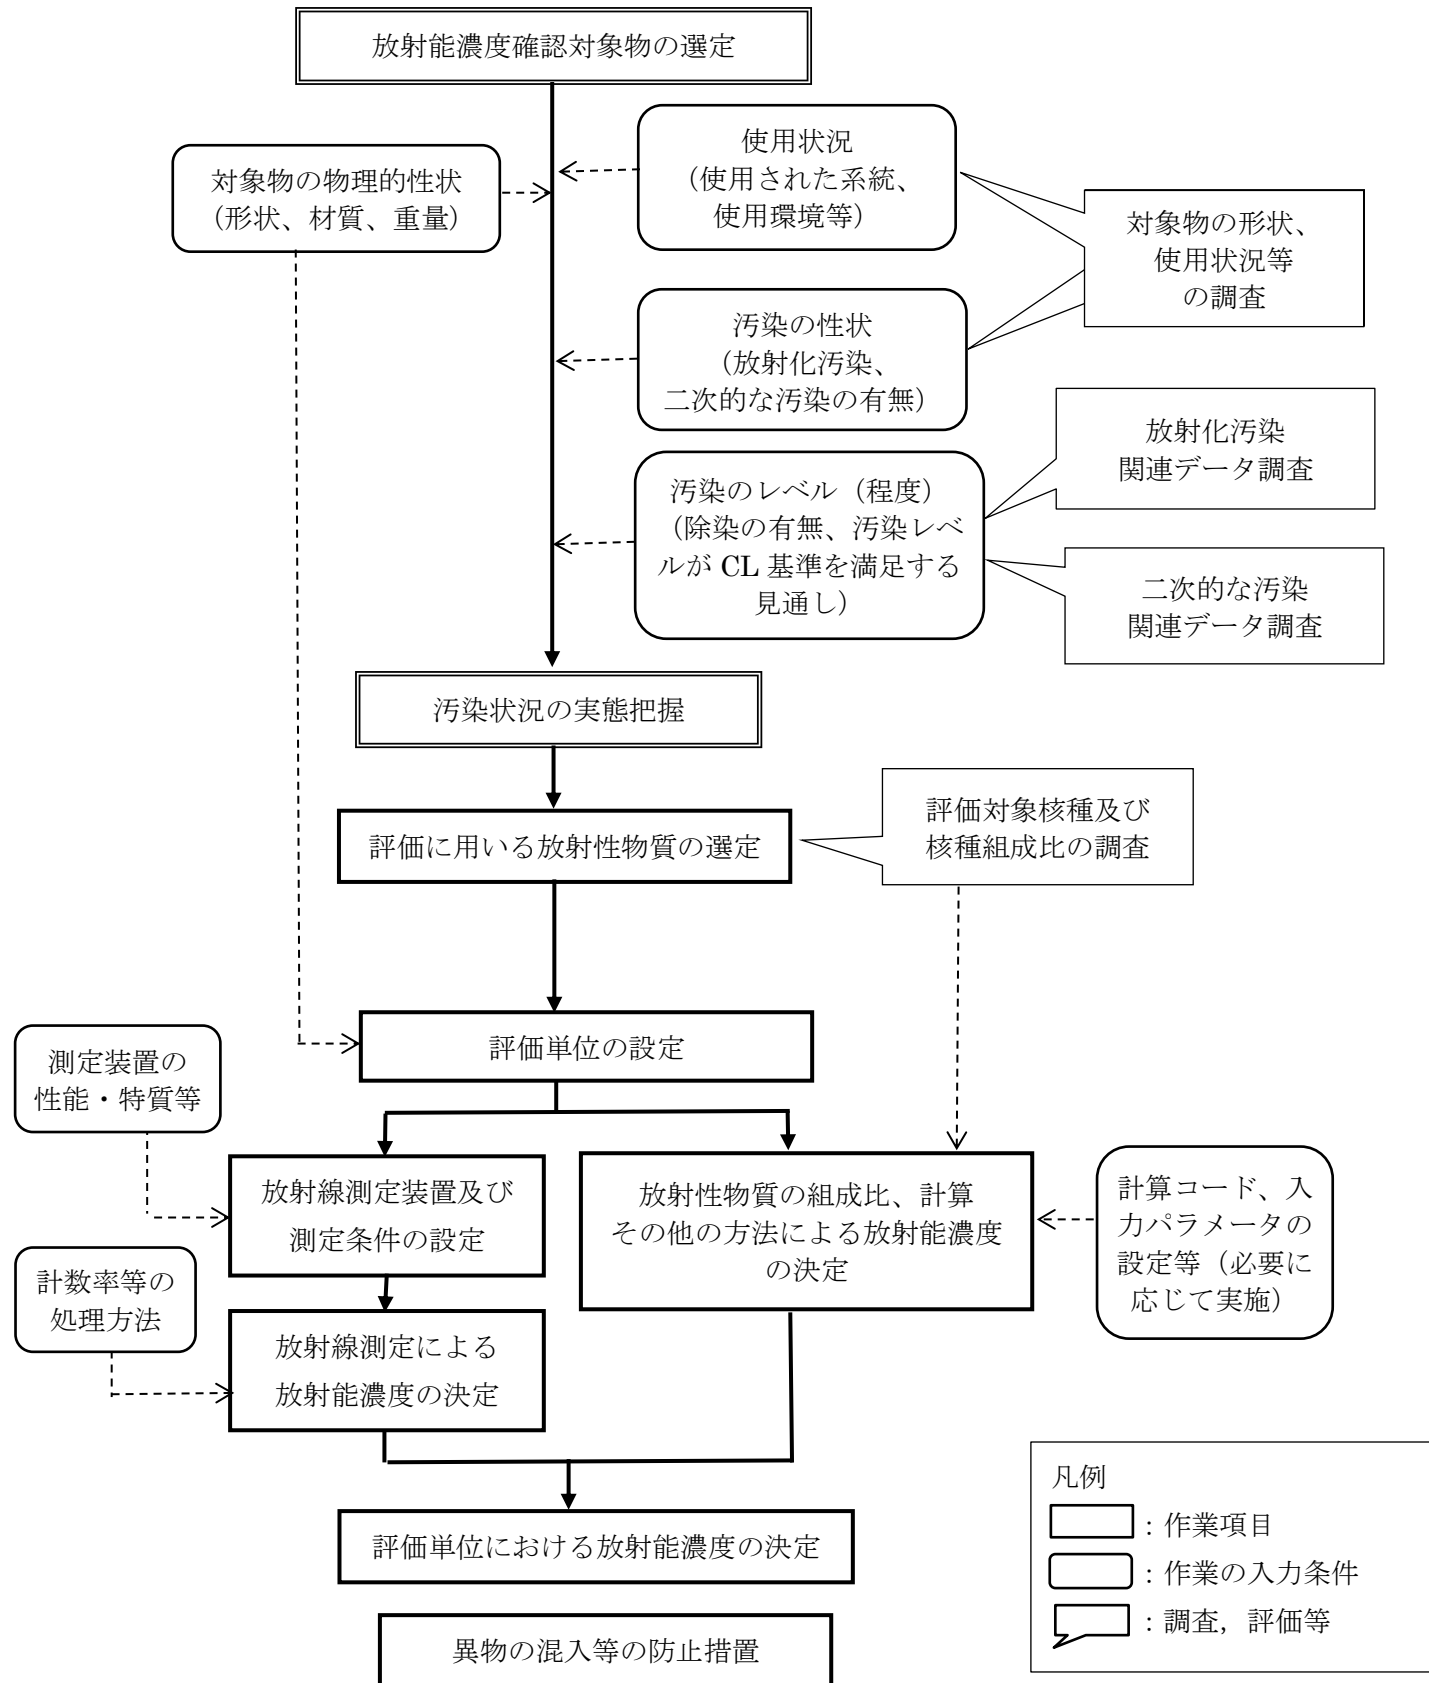 放射能濃度確認対象物の選定
対象物の物理的性状
（形状、材質、重量）
使用状況
（使用された系統、
使用環境等）
対象物の形状、
使用状況等
の調査
汚染の性状
（放射化汚染、
二次的な汚染の有無）
放射化汚染
関連データ調査
汚染のレベル（程度）
（除染の有無、汚染レベ
ルが CL 基準を満足する
見通し）
二次的な汚染
関連データ調査
汚染状況の実態把握
評価に用いる放射性物質の選定
評価対象核種及び
核種組成比の調査
評価単位の設定
測定装置の
性能・特質等
放射線測定装置及び
測定条件の設定
放射性物質の組成比、計算
その他の方法による放射能濃度
の決定
計算コード、入
力パラメータの
設定等（必要に
応じて実施）
計数率等の
処理方法
放射線測定による
放射能濃度の決定
評価単位における放射能濃度の決定
異物の混入等の防止措置
凡例
：作業項目
：作業の入力条件
：調査，評価等